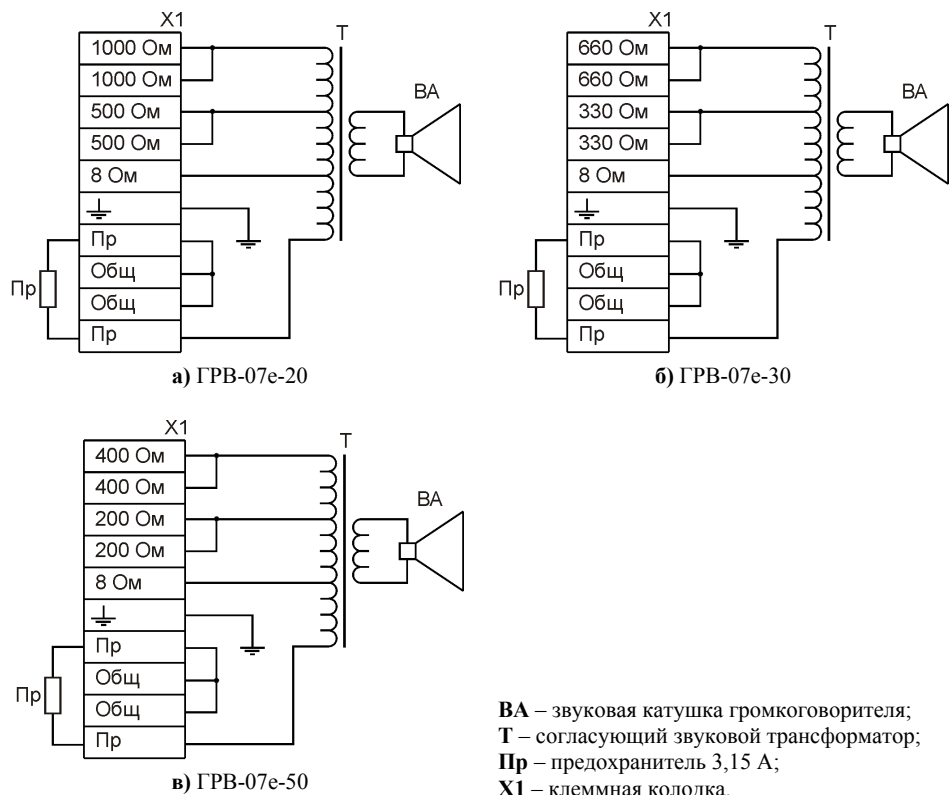 X1
1000 Ом
1000 Ом
500 Ом
500 Ом
8 Ом
Пр
Общ
Общ
Пр
Пр
T
BA
а) ГРВ-07е-20
X1
660 Ом
660 Ом
330 Ом
330 Ом
8 Ом
Пр
Общ
Общ
Пр
Пр
T
BA
б) ГРВ-07е-30
X1
400 Ом
400 Ом
200 Ом
200 Ом
8 Ом
Пр
Общ
Общ
Пр
Пр
T
BA
в) ГРВ-07е-50
ВА – звуковая катушка громкоговорителя;
Т – согласующий звуковой трансформатор;
Пр – предохранитель 3,15 А;
Х1 – клеммная колодка.